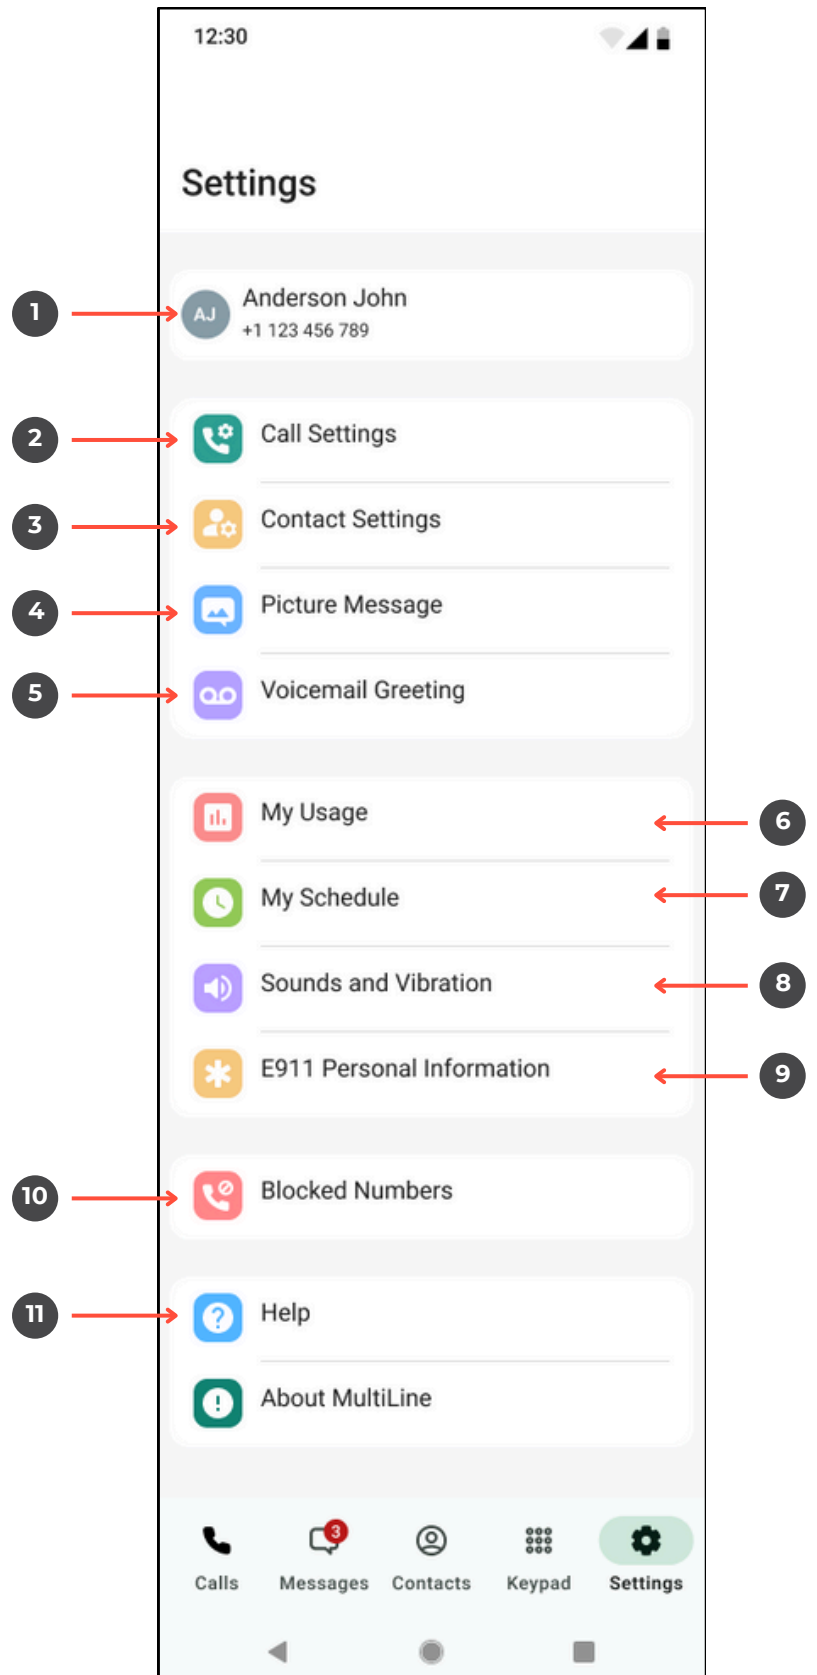 12:30
Settings
1
AJ
Anderson John
+1 123 456 789
2
Call Settings
3
Contact Settings
4
Picture Message
5
Voicemail Greeting
My Usage
6
My Schedule
7
Sounds and Vibration
8
E911 Personal Information
9
10
Blocked Numbers
11
Help
About MultiLine
3
Calls
Messages
Contacts
Keypad
Settings